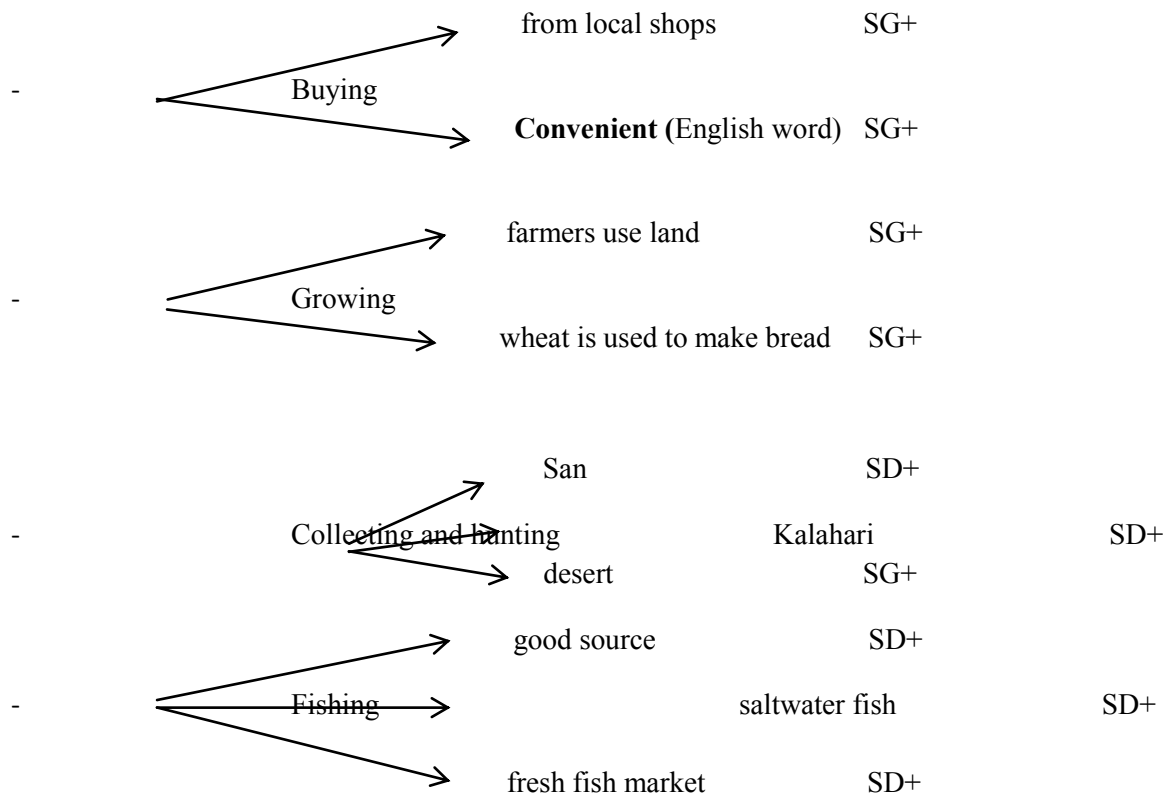 from local shops SG+
- Buying
Convenient (English word) SG+
farmers use land SG+
- Growing
wheat is used to make bread SG+
San SD+
- Collecting and hunting Kalahari SD+
desert SG+
good source SD+
- Fishing saltwater fish SD+
fresh fish market SD+